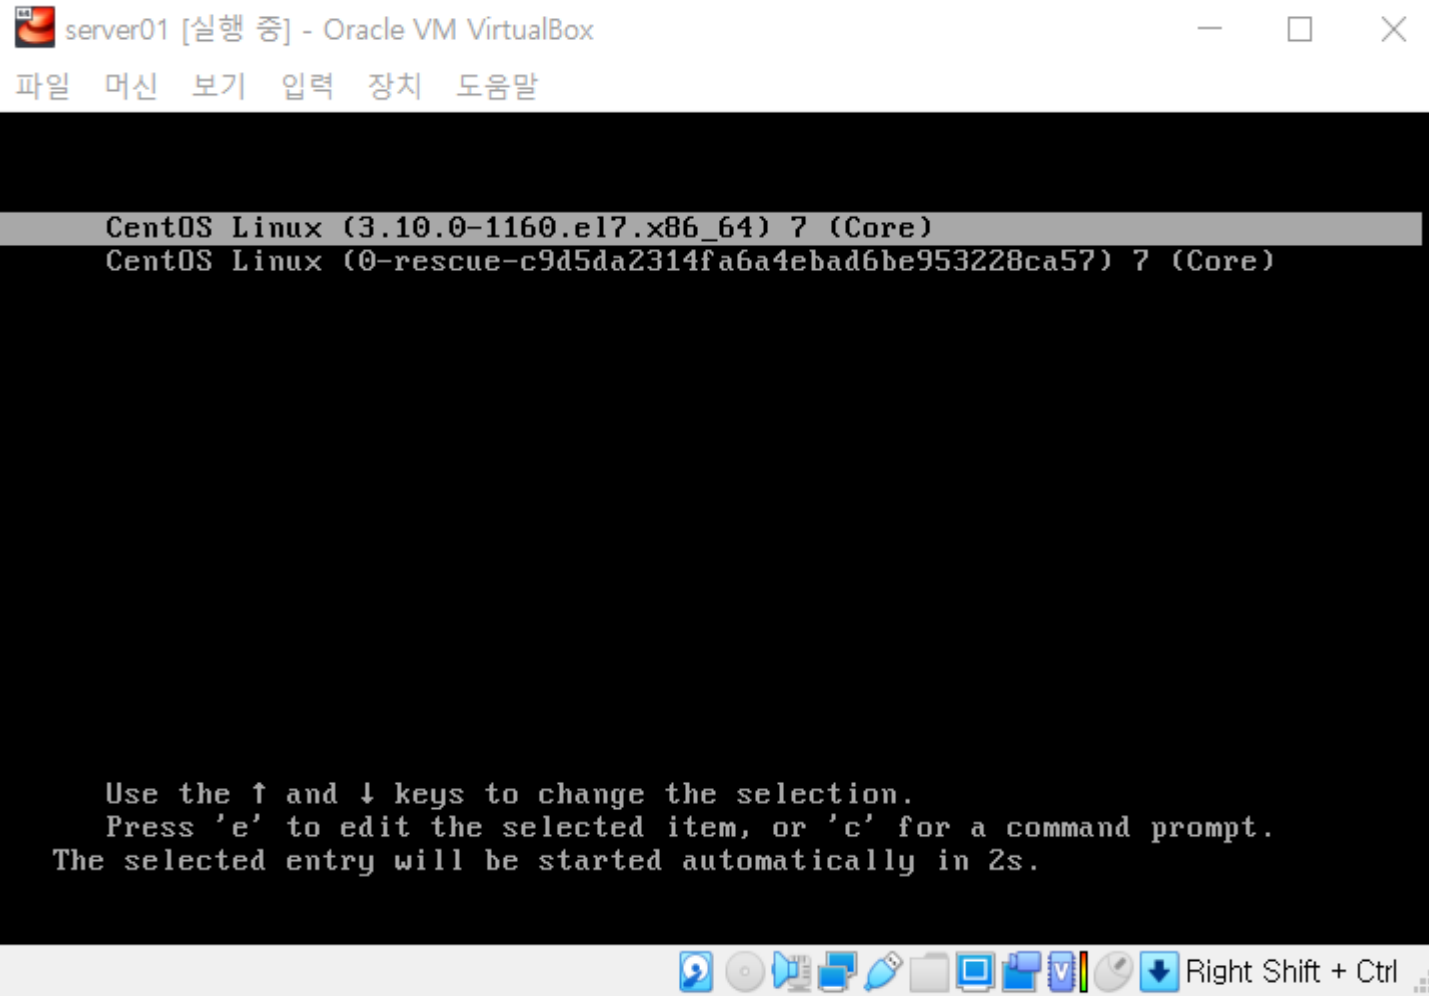 server01 [실행 중] - Oracle VM VirtualBox
파일 머신 보기 입력 장치 도움말
CentOS Linux (3.10.0-1160.el7.x86_64) 7 (Core)
CentOS Linux (0-rescue-c9d5da2314fa6a4ebad6be953228ca57) 7 (Core)
Use the ↑ and ↓ keys to change the selection.
Press 'e' to edit the selected item, or 'c' for a command prompt.
The selected entry will be started automatically in 2s.
Right Shift + Ctrl